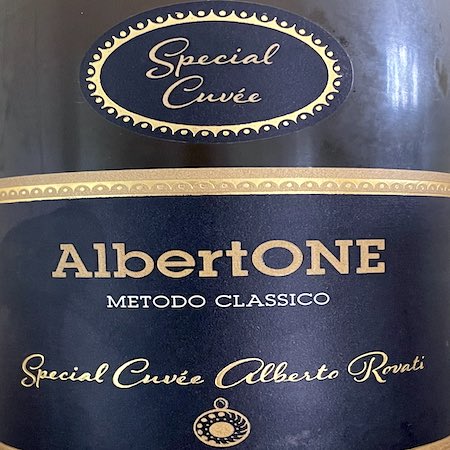 Special
Cuvée
AlbertONE
METODO CLASSICO
Special Cuvée Alberto Rovati